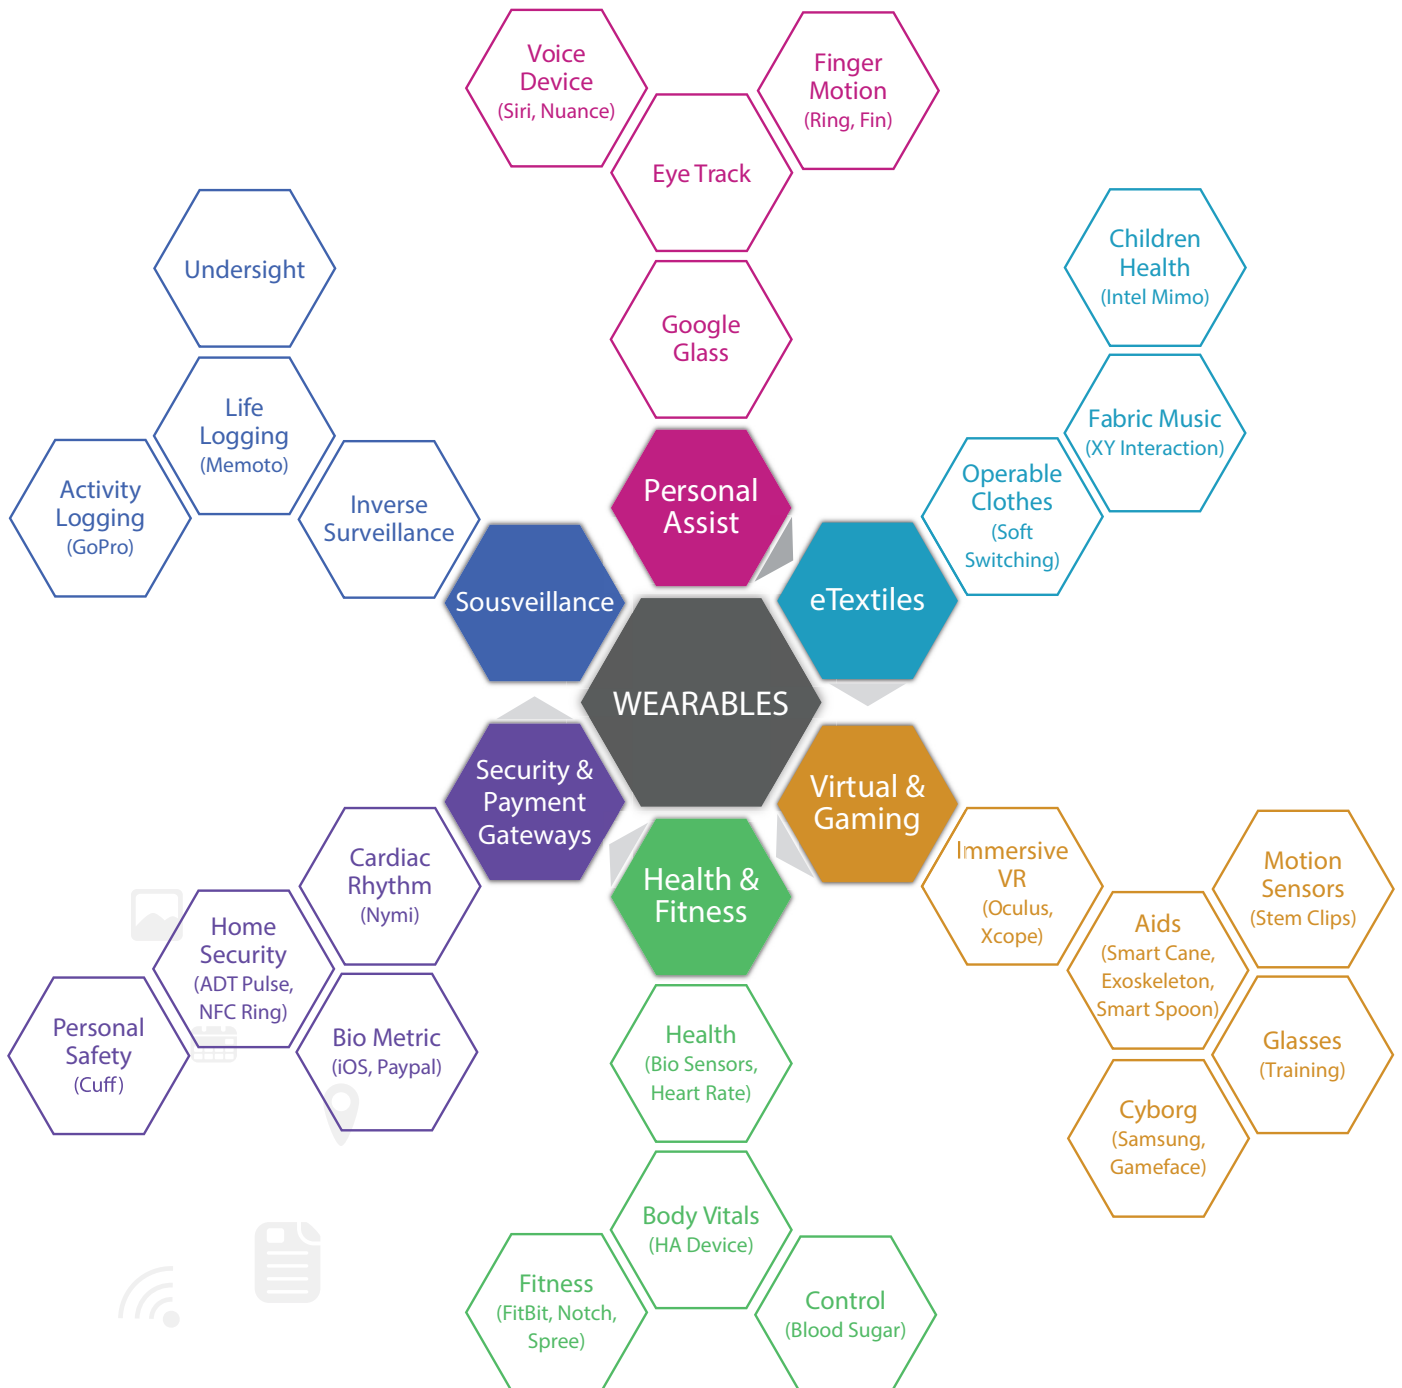 Voice
Device
(Siri, Nuance)
Finger
Motion
(Ring, Fin)
Eye Track
Google
Glass
Personal
Assist
Undersight
Life
Logging
(Memoto)
Activity
Logging
(GoPro)
Inverse
Surveillance
Sousveillance
Children
Health
(Intel Mimo)
Fabric Music
(XY Interaction)
Operable
Clothes
(Soft
Switching)
eTextiles
WEARABLES
Security &
Payment
Gateways
Cardiac
Rhythm
(Nymi)
Home
Security
(ADT Pulse,
NFC Ring)
Personal
Safety
(Cuff)
Bio Metric
(iOS, Paypal)
Virtual &
Gaming
Immersive
VR
(Oculus,
Xcope)
Aids
(Smart Cane,
Exoskeleton,
Smart Spoon)
Motion
Sensors
(Stem Clips)
Glasses
(Training)
Cyborg
(Samsung,
Gameface)
Health &
Fitness
Health
(Bio Sensors,
Heart Rate)
Body Vitals
(HA Device)
Fitness
(FitBit, Notch,
Spree)
Control
(Blood Sugar)